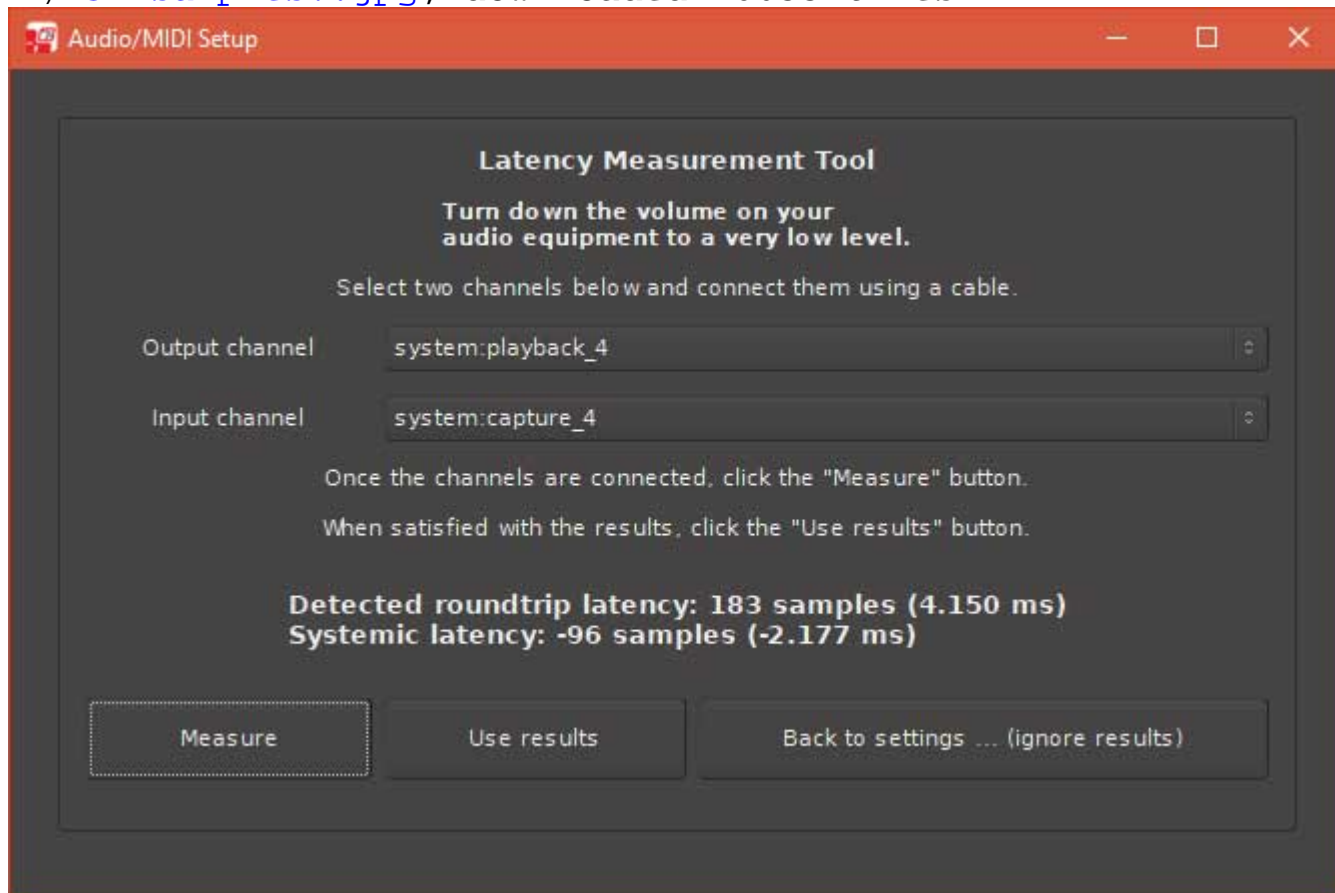 Audio/MIDI Setup
Latency Measurement Tool
Turn down the volume on your
audio equipment to a very low level.
Select two channels below and connect them using a cable.
Output channel system:playback_4
Input channel system:capture_4
Once the channels are connected, click the "Measure" button.
When satisfied with the results, click the "Use results" button.
Detected roundtrip latency: 183 samples (4.150 ms)
Systemic latency: -96 samples (-2.177 ms)
Measure Use results Back to settings ... (ignore results)